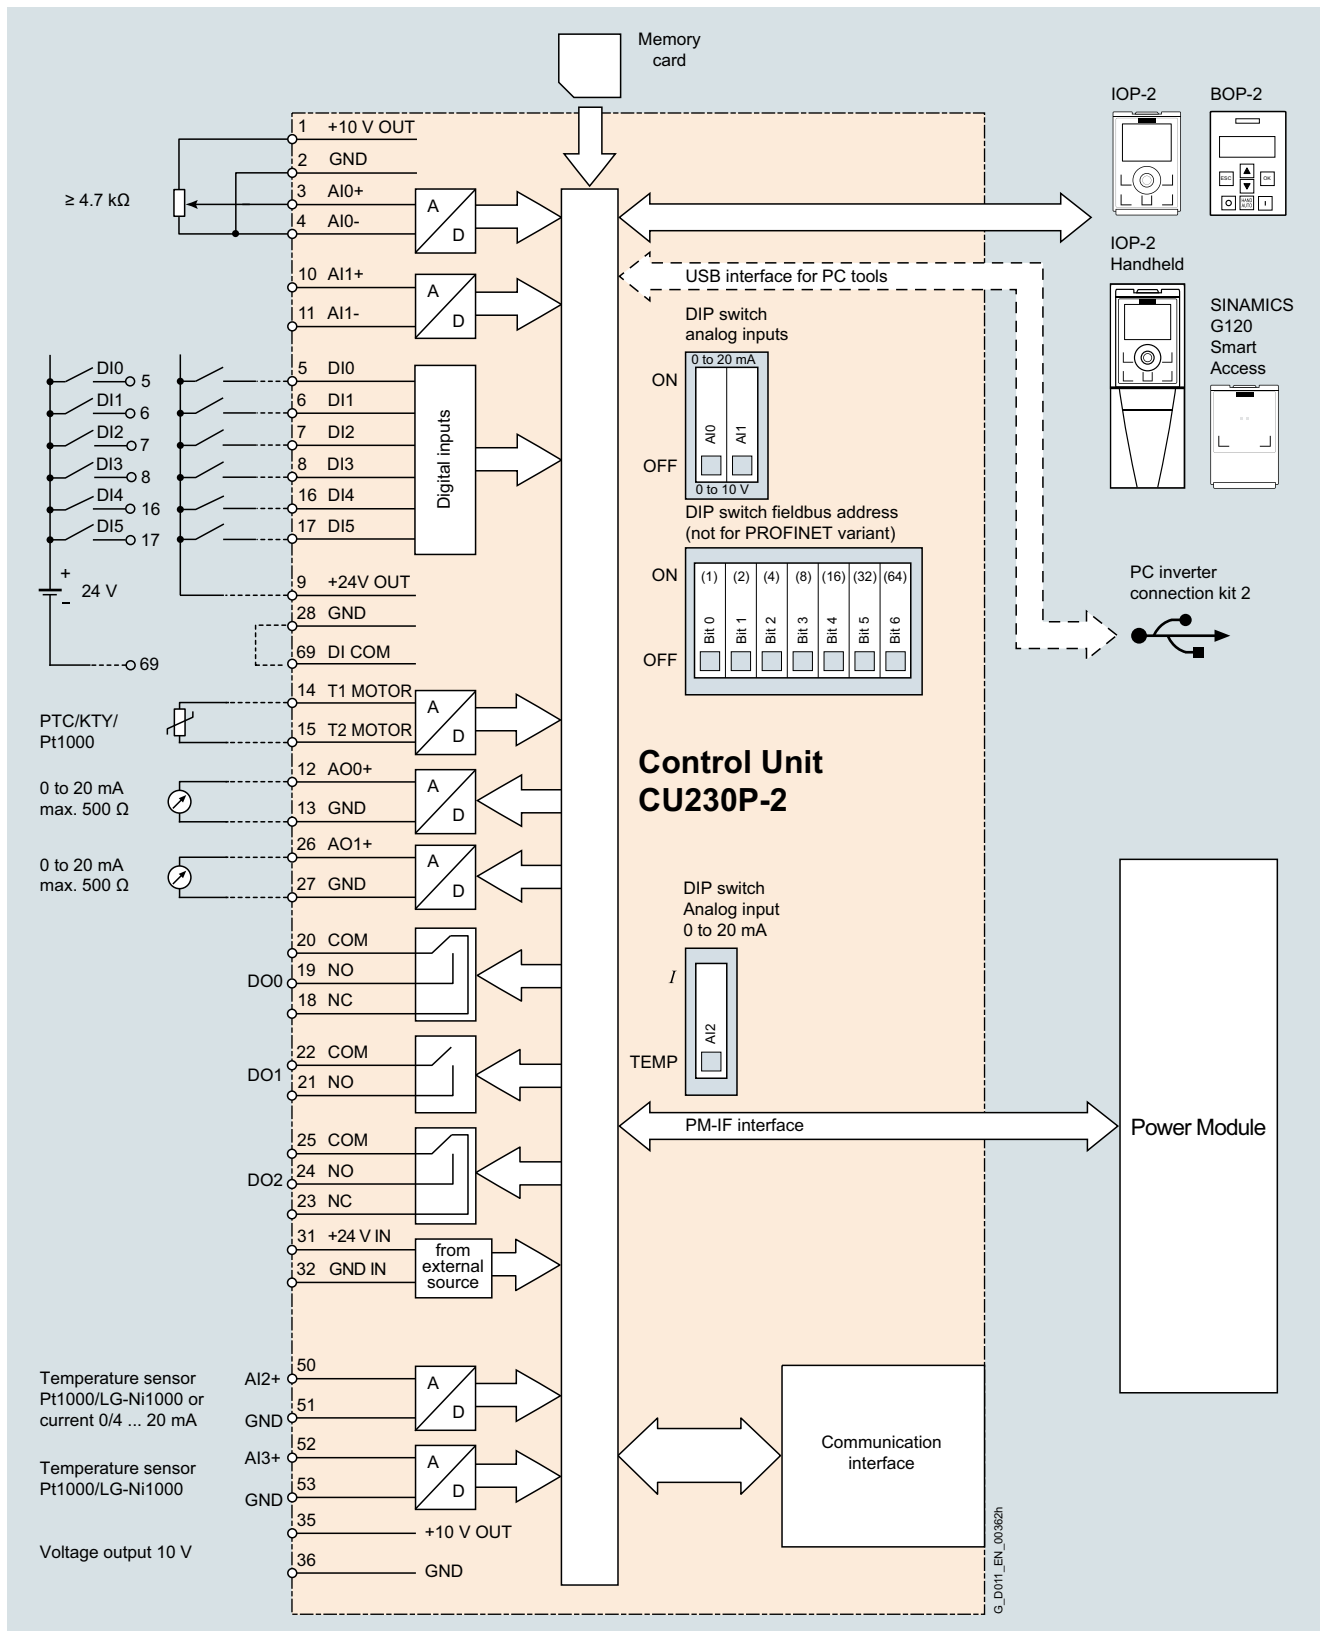 Memory
card
IOP-2
BOP-2
ESC
OK
HAND
AUTO
1 +10 V OUT
2 GND
≥ 4.7 kΩ
3 AI0+
4 AI0-
A
D
10 AI1+
11 AI1-
A
D
USB interface for PC tools
IOP-2
Handheld
SINAMICS
G120
Smart
Access
DIP switch
analog inputs
0 to 20 mA
ON
AI0
AI1
OFF
0 to 10 V
DI0
5
DI1
6
DI2
7
DI3
8
DI4
16
DI5
17
5 DI0
6 DI1
7 DI2
8 DI3
16 DI4
17 DI5
Digital inputs
DIP switch fieldbus address
(not for PROFINET variant)
ON
(1) (2) (4) (8) (16) (32) (64)
Bit 0 Bit 1 Bit 2 Bit 3 Bit 4 Bit 5 Bit 6
OFF
+
24 V
–
69
9 +24V OUT
28 GND
69 DI COM
PC inverter
connection kit 2
PTC/KTY/
Pt1000
14 T1 MOTOR
15 T2 MOTOR
A
D
Control Unit
CU230P-2
0 to 20 mA
max. 500 Ω
12 AO0+
13 GND
A
D
0 to 20 mA
max. 500 Ω
26 AO1+
27 GND
A
D
DIP switch
Analog input
0 to 20 mA
I
AI2
TEMP
DO0
20 COM
19 NO
18 NC
DO1
22 COM
21 NO
PM-IF interface
Power Module
DO2
25 COM
24 NO
23 NC
31 +24 V IN
32 GND IN
from
external
source
Temperature sensor
Pt1000/LG-Ni1000 or
current 0/4 ... 20 mA
AI2+
50
GND
51
A
D
Temperature sensor
Pt1000/LG-Ni1000
AI3+
52
GND
53
A
D
Communication
interface
Voltage output 10 V
35
+10 V OUT
36
GND
G_D011_EN_00362h